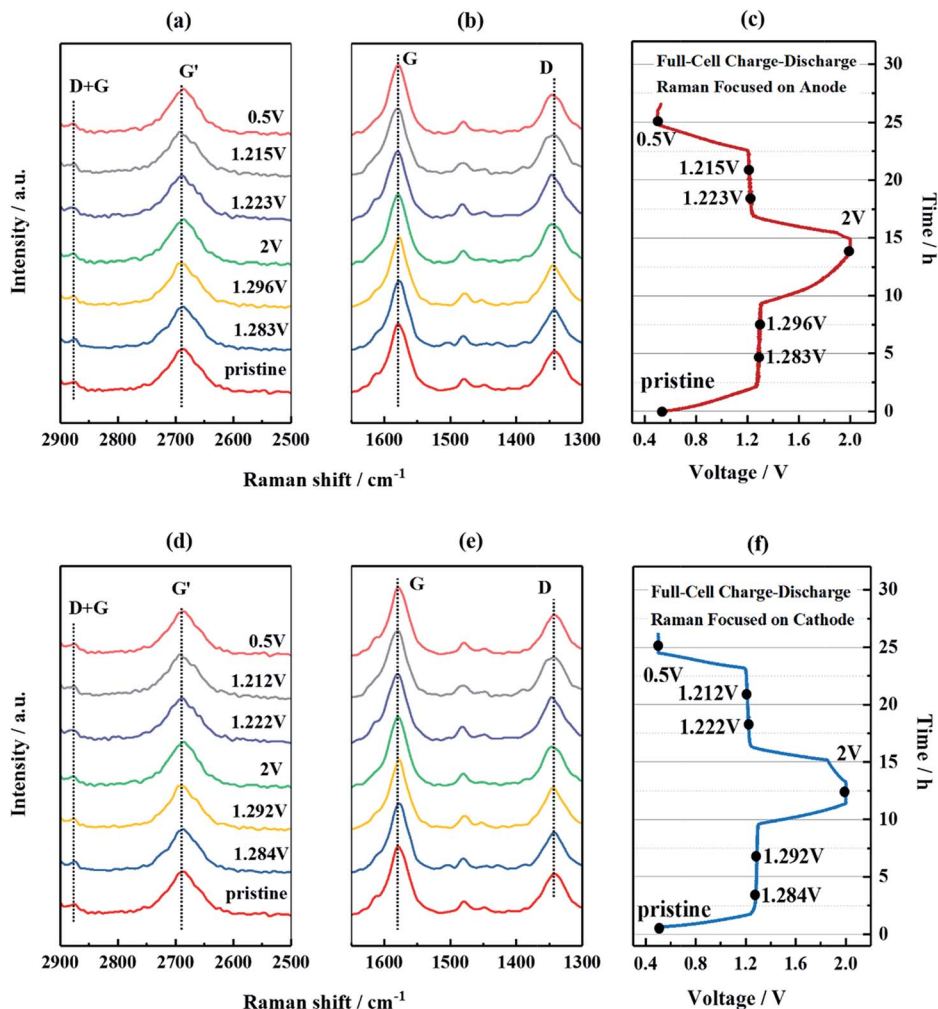 (a)
(b)
(c)
D+G
G'
0.5V
1.215V
1.223V
2V
1.296V
1.283V
pristine
Intensity / a.u.
2900 2800 2700 2600 2500
G
D
1600 1500 1400 1300
Raman shift / cm-1
Full-Cell Charge-Discharge
Raman Focused on Anode
0.5V
1.215V
1.223V
2V
1.296V
1.283V
pristine
30
25
20
15
10
5
0
Time / h
0.4 0.8 1.2 1.6 2.0
Voltage / V
(d)
(e)
(f)
D+G
G'
0.5V
1.212V
1.222V
2V
1.292V
1.284V
pristine
Intensity / a.u.
2900 2800 2700 2600 2500
G
D
1600 1500 1400 1300
Raman shift / cm-1
Full-Cell Charge-Discharge
Raman Focused on Cathode
0.5V
1.212V
1.222V
2V
1.292V
1.284V
pristine
30
25
20
15
10
5
0
Time / h
0.4 0.8 1.2 1.6 2.0
Voltage / V